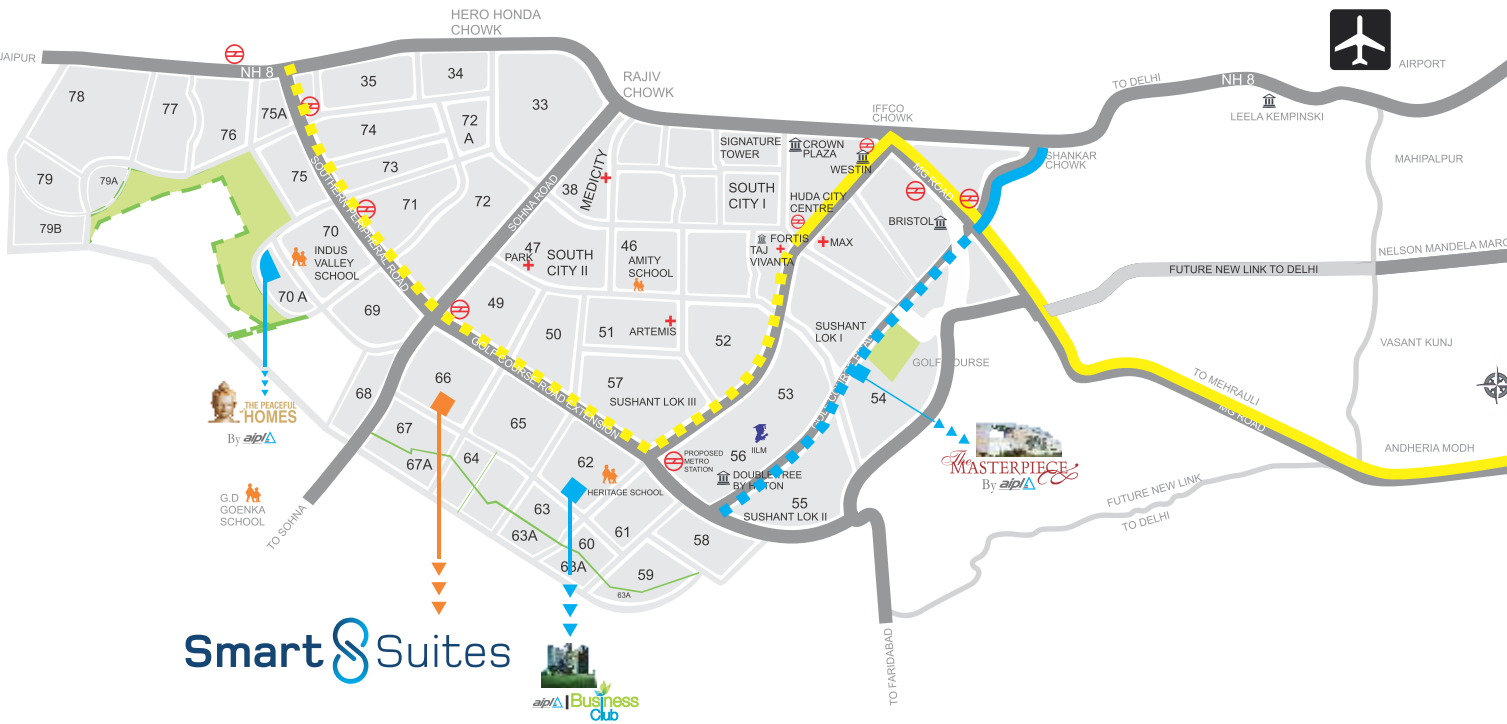 HERO HONDA
CHOWK
JAIPUR
NH 8
RAJIV
CHOWK
IFFCO
CHOWK
TO DELHI
NH 8
AIRPORT
LEELA KEMPINSKI
SHANKAR
CHOWK
MAHIPALPUR
78
77
76
75A
35
34
33
74
72
A
73
75
71
72
79
79A
79B
SOUTHERN PERIPHERAL ROAD
SOHNA ROAD
38
MEDICITY
SIGNATURE
TOWER
CROWN
PLAZA
WESTIN
MG ROAD
SOUTH
CITY I
HUDA CITY
CENTRE
BRISTOL
FORTIS
MAX
TAJ
VIVANTA
70
INDUS
VALLEY
SCHOOL
70 A
69
47
PARK
SOUTH
CITY II
46
AMITY
SCHOOL
49
50
51
ARTEMIS
52
SUSHANT
LOK I
GOLF COURSE
FUTURE NEW LINK TO DELHI
NELSON MANDELA MARG
VASANT KUNJ
TO MEHRAULI
MG ROAD
ANDHERIA MODH
GOLF COURSE ROAD EXTENSION
57
SUSHANT LOK III
53
54
68
66
67
67A
65
64
62
HERITAGE SCHOOL
PROPOSED
METRO
STATION
IILM
56
DOUBLETREE
BY HILTON
55
SUSHANT LOK II
63
63A
61
60
63A
58
59
63A
THE PEACEFUL
HOMES
By aipl
G.D
GOENKA
SCHOOL
TO SOHNA
The
MASTERPIECE
By aipl
FUTURE NEW LINK
TO DELHI
TO FARIDABAD
Smart Suites
aipl | Business
Club